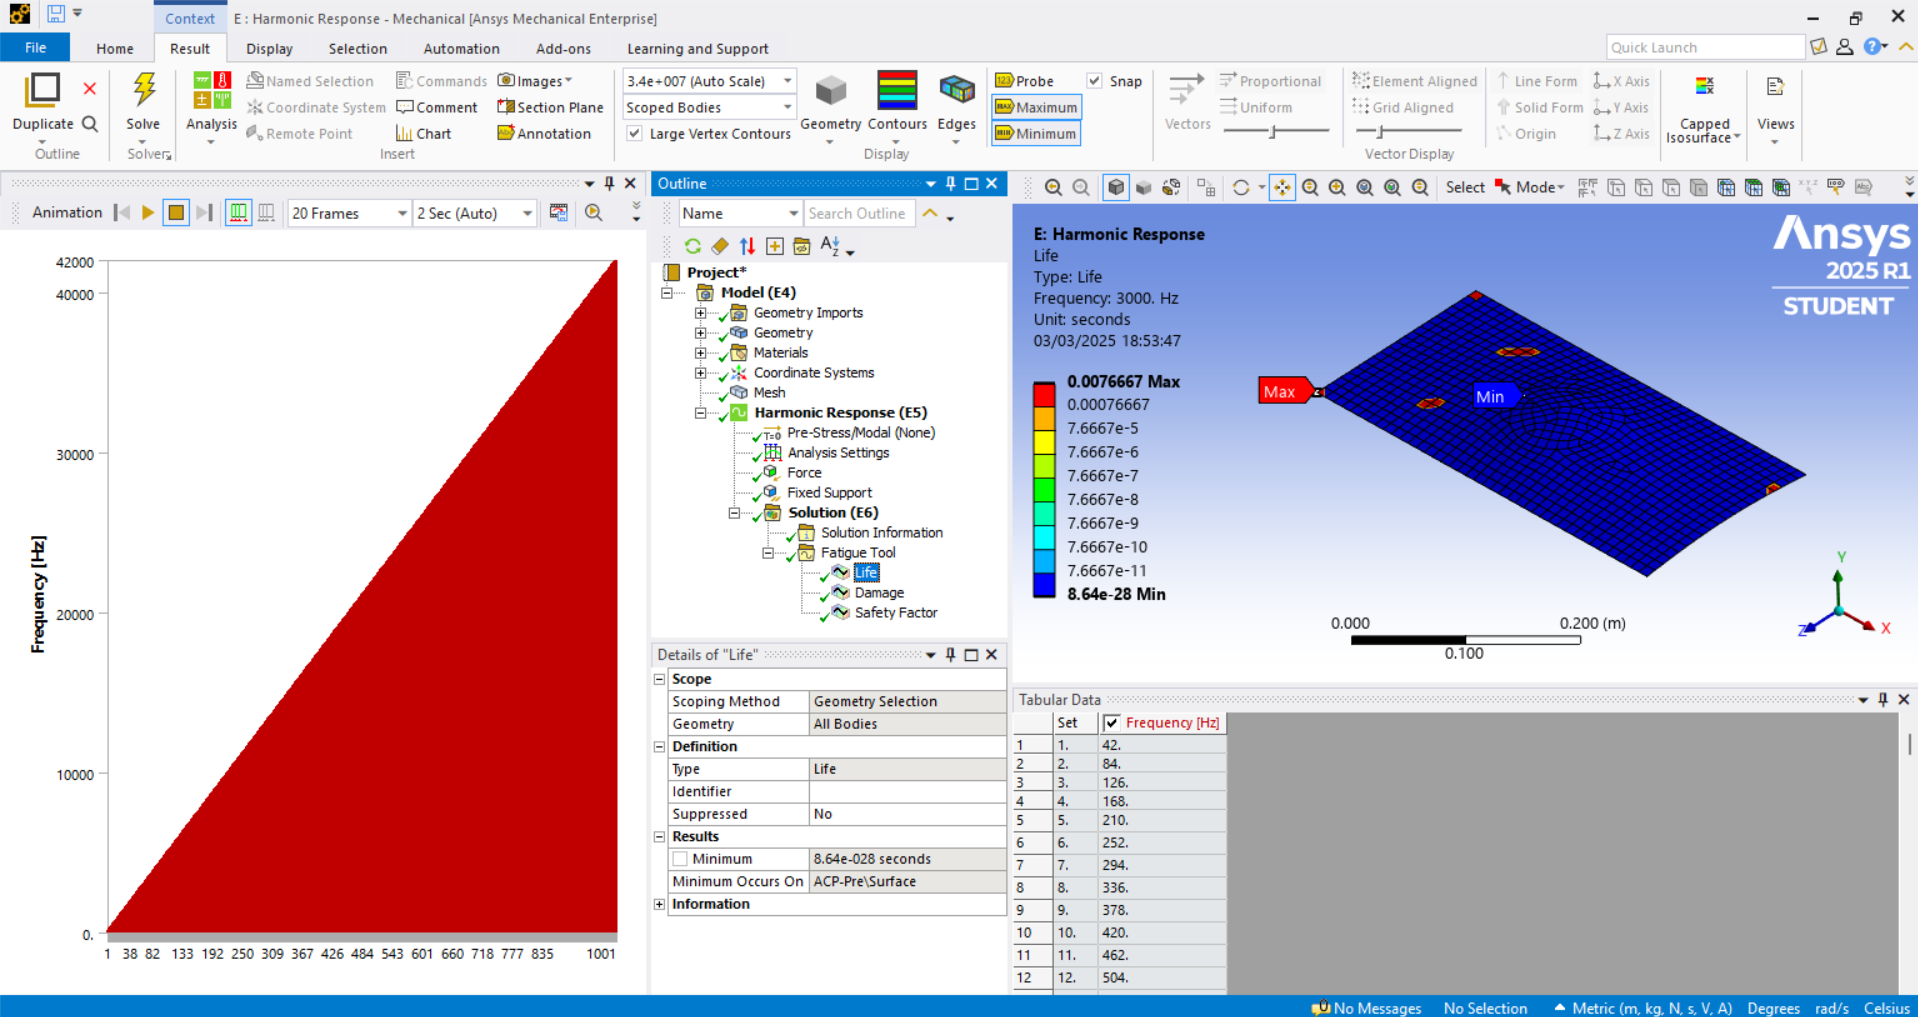 Context
E : Harmonic Response - Mechanical [Ansys Mechanical Enterprise]
File
Home
Result
Display
Selection
Automation
Add-ons
Learning and Support
Quick Launch
Duplicate
Outline
Solve
Solver
Analysis
Named Selection
Coordinate System
Remote Point
Commands
Comment
Chart
Images
Section Plane
Annotation
Insert
3.4e+007 (Auto Scale)
Scoped Bodies
Large Vertex Contours
Geometry
Contours
Edges
Display
Probe
Maximum
Minimum
Snap
Vectors
Proportional
Uniform
Element Aligned
Grid Aligned
Line Form
Solid Form
Origin
X Axis
Y Axis
Z Axis
Vector Display
Capped
Isosurface
Views
Animation
20 Frames
2 Sec (Auto)
Frequency [Hz]
42000
40000
30000
20000
10000
0.
1 38 82 133 192 250 309 367 426 484 543 601 660 718 777 835 1001
Outline
Name
Search Outline
Project*
Model (E4)
Geometry Imports
Geometry
Materials
Coordinate Systems
Mesh
Harmonic Response (E5)
Pre-Stress/Modal (None)
Analysis Settings
Force
Fixed Support
Solution (E6)
Solution Information
Fatigue Tool
Life
Damage
Safety Factor
Details of "Life"
Scope
Scoping Method Geometry Selection
Geometry All Bodies
Definition
Type Life
Identifier
Suppressed No
Results
Minimum 8.64e-028 seconds
Minimum Occurs On ACP-Pre\Surface
Information
Select
Mode
E: Harmonic Response
Life
Type: Life
Frequency: 3000. Hz
Unit: seconds
03/03/2025 18:53:47
0.0076667 Max
0.00076667
7.6667e-5
7.6667e-6
7.6667e-7
7.6667e-8
7.6667e-9
7.6667e-10
7.6667e-11
8.64e-28 Min
Max
Min
Ansys
2025 R1
STUDENT
0.000
0.200 (m)
0.100
Y
Z
X
Tabular Data
Set Frequency [Hz]
1 1. 42.
2 2. 84.
3 3. 126.
4 4. 168.
5 5. 210.
6 6. 252.
7 7. 294.
8 8. 336.
9 9. 378.
10 10. 420.
11 11. 462.
12 12. 504.
No Messages
No Selection
Metric (m, kg, N, s, V, A)
Degrees
rad/s
Celsius